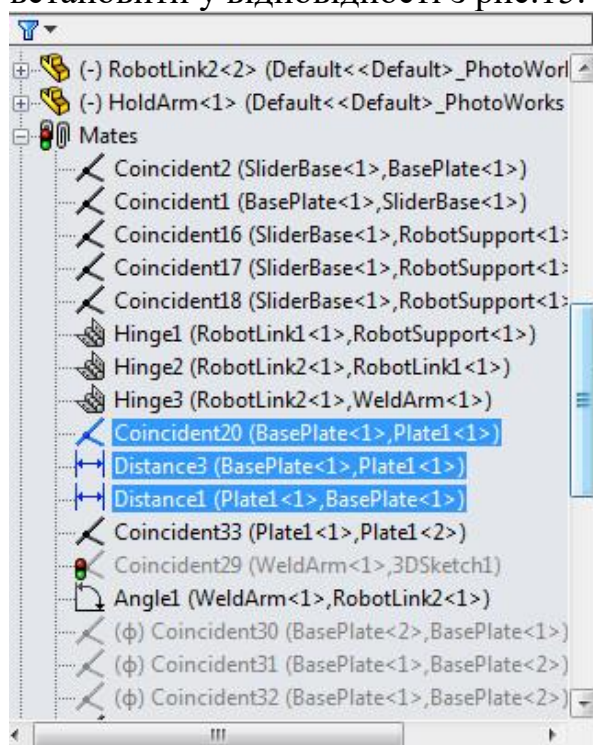 встановити у відповідності з рис.13.
(-) RobotLink2<2> (Default<<Default>_PhotoWorl
(-) HoldArm<1> (Default<<Default>_PhotoWorks
Mates
Coincident2 (SliderBase<1>,BasePlate<1>)
Coincident1 (BasePlate<1>,SliderBase<1>)
Coincident16 (SliderBase<1>,RobotSupport<1>
Coincident17 (SliderBase<1>,RobotSupport<1>
Coincident18 (SliderBase<1>,RobotSupport<1>
Hinge1 (RobotLink1<1>,RobotSupport<1>)
Hinge2 (RobotLink2<1>,RobotLink1<1>)
Hinge3 (RobotLink2<1>,WeldArm<1>)
Coincident20 (BasePlate<1>,Plate1<1>)
Distance3 (BasePlate<1>,Plate1<1>)
Distance1 (Plate1<1>,BasePlate<1>)
Coincident33 (Plate1<1>,Plate1<2>)
Coincident29 (WeldArm<1>,3DSketch1)
Angle1 (WeldArm<1>,RobotLink2<1>)
(ф) Coincident30 (BasePlate<2>,BasePlate<1>)
(ф) Coincident31 (BasePlate<1>,BasePlate<2>)
(ф) Coincident32 (BasePlate<1>,BasePlate<2>)